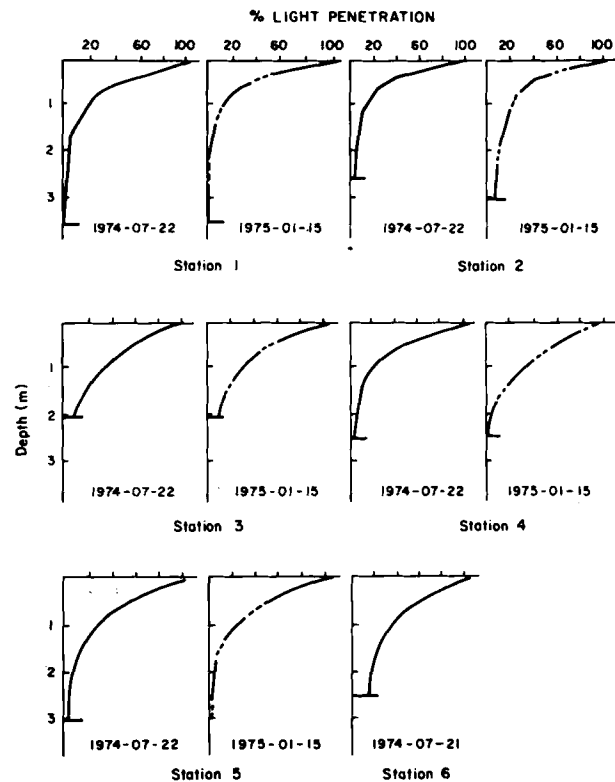 % LIGHT PENETRATION
20 60 100 20 60 100 20 60 100 20 60 100
1
2
3
1974-07-22 1975-01-15 1974-07-22 1975-01-15
Station 1 Station 2
Depth (m)
1
2
3
1974-07-22 1975-01-15 1974-07-22 1975-01-15
Station 3 Station 4
1
2
3
1974-07-22 1975-01-15 1974-07-21
Station 5 Station 6